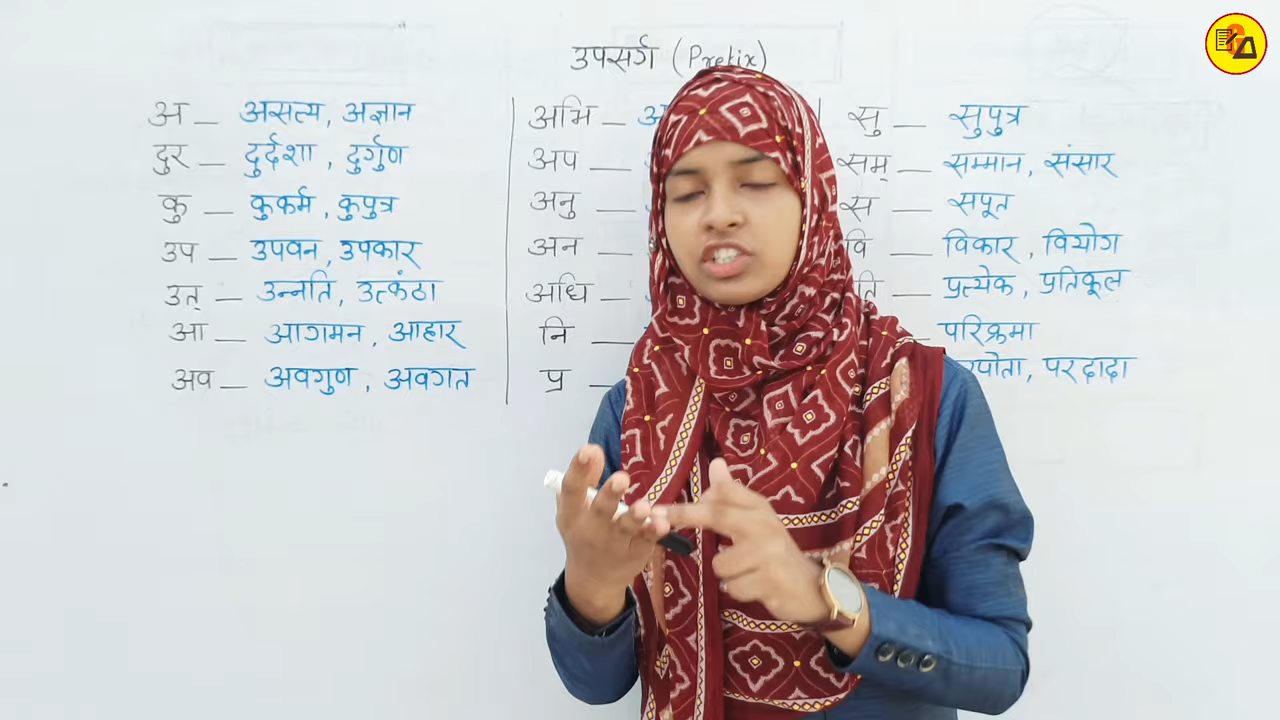 उपसर्ग (Prefix)
अ _ असत्य, अज्ञान
दुर _ दुर्दशा, दुर्गुण
कु _ कुकर्म, कुपुत्र
उप _ उपवन, उपकार
उत् _ उन्नति, उत्कंठा
आ _ आगमन, आहार
अव _ अवगुण, अवगत
अभि _
अप _
अनु _
अन _
अधि _
नि _
प्र _
सु _ सुपुत्र
सम् _ सम्मान, संसार
स _ सपूत
वि _ विकार, वियोग
_ प्रत्येक, प्रतिकूल
_ परिक्रमा
परदादा